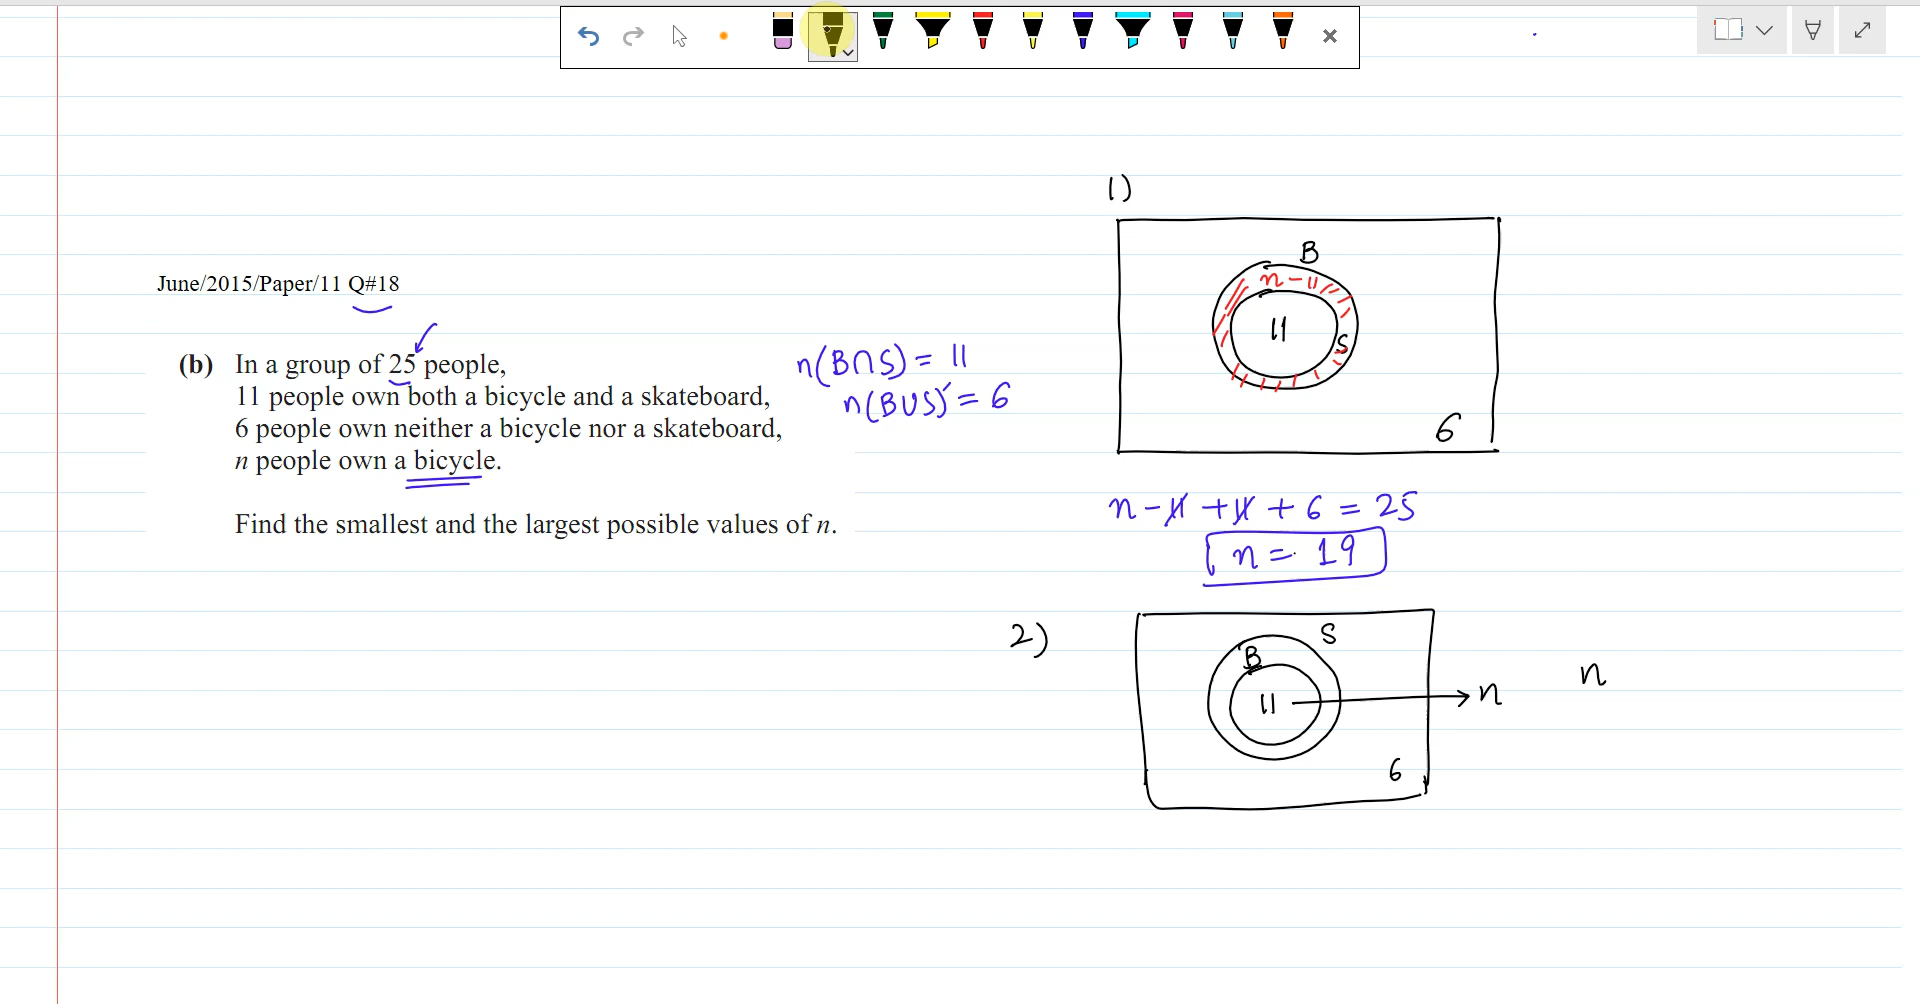 June/2015/Paper/11 Q#18
(b) In a group of 25 people,
11 people own both a bicycle and a skateboard,
6 people own neither a bicycle nor a skateboard,
n people own a bicycle.
Find the smallest and the largest possible values of n.
n(B∩S) = 11
n(B∪S)′ = 6
1)
B
n - 11
11
S
6
n - 11 + 11 + 6 = 25
n = 19
2)
S
B
11
n
n
6